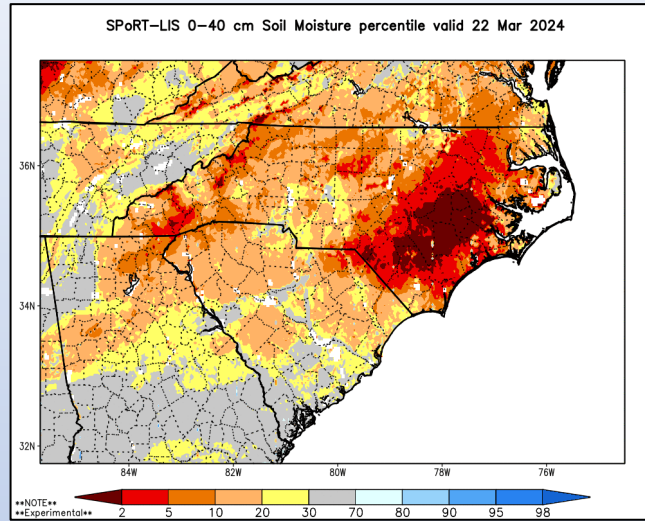 SPoRT-LIS 0-40 cm Soil Moisture percentile valid 22 Mar 2024
36N
34N
32N
84W 82W 80W 78W 76W
**NOTE**
**Experimental**
2 5 10 20 30 70 80 90 95 98